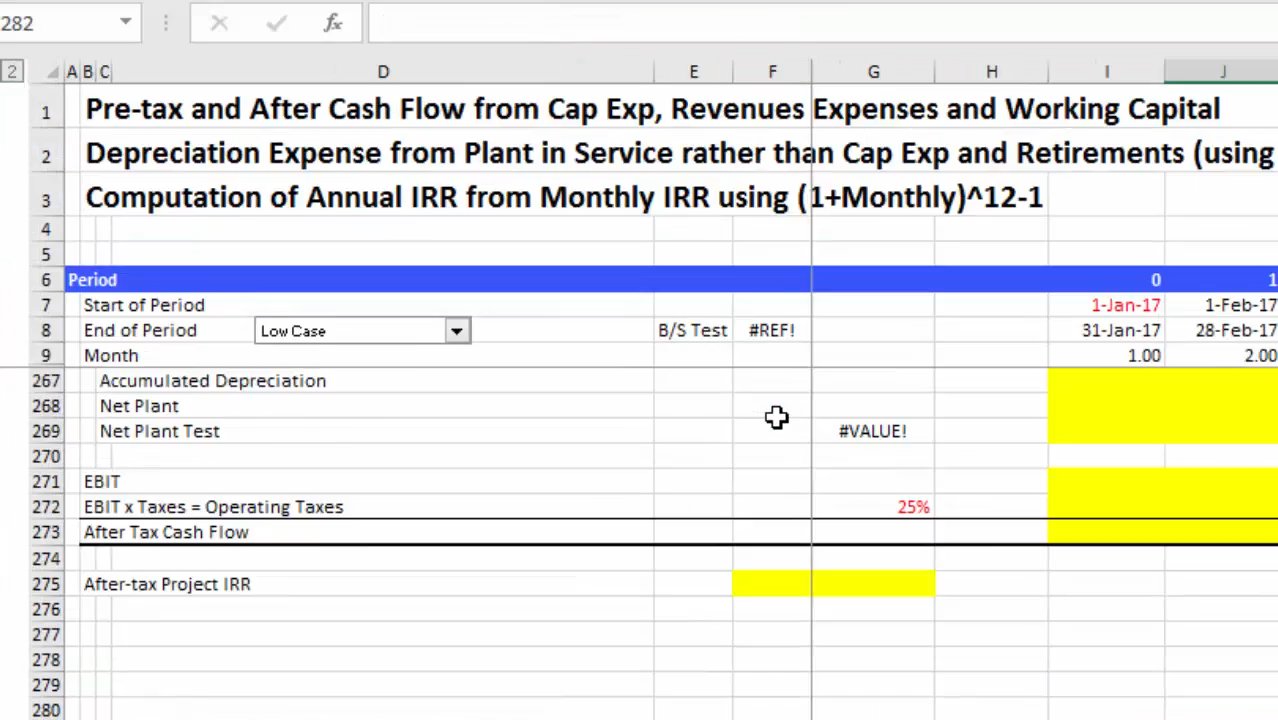 282 fx
2 A B C D E F G H I J
1 Pre-tax and After Cash Flow from Cap Exp, Revenues Expenses and Working Capital
2 Depreciation Expense from Plant in Service rather than Cap Exp and Retirements (using
3 Computation of Annual IRR from Monthly IRR using (1+Monthly)^12-1
4
5
6 Period 0 1
7 Start of Period 1-Jan-17 1-Feb-17
8 End of Period Low Case B/S Test #REF! 31-Jan-17 28-Feb-17
9 Month 1.00 2.00
267 Accumulated Depreciation
268 Net Plant
269 Net Plant Test #VALUE!
270
271 EBIT
272 EBIT x Taxes = Operating Taxes 25%
273 After Tax Cash Flow
274
275 After-tax Project IRR
276
277
278
279
280